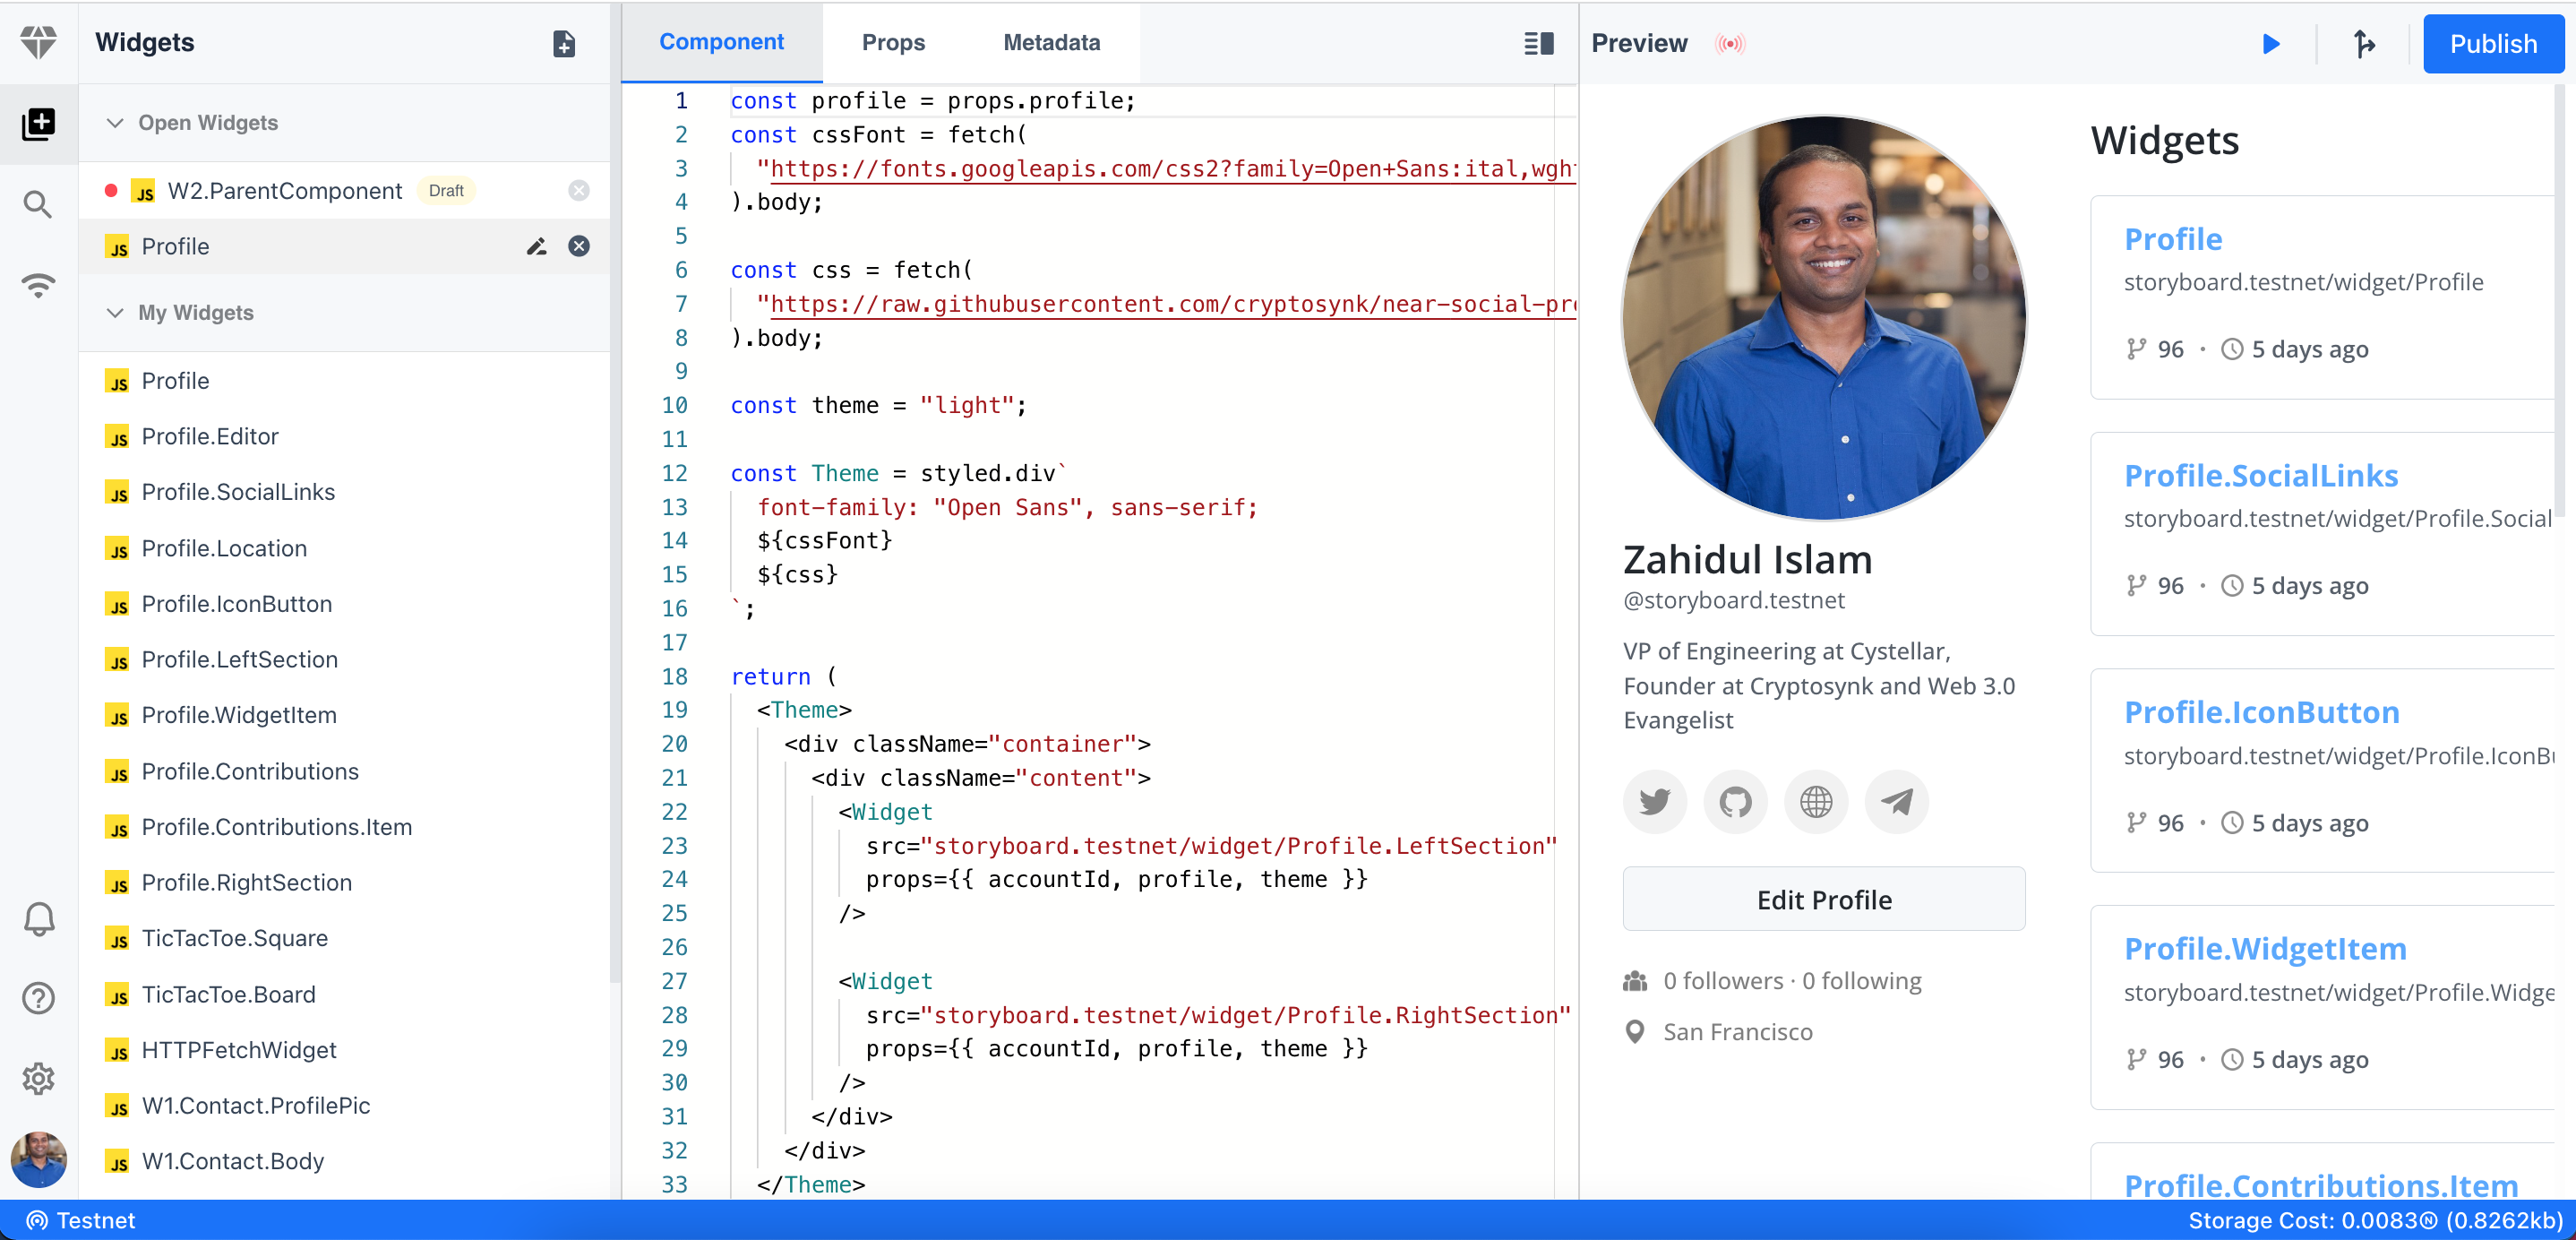 Widgets
Open Widgets
JS W2.ParentComponent Draft
JS Profile
My Widgets
JS Profile
JS Profile.Editor
JS Profile.SocialLinks
JS Profile.Location
JS Profile.IconButton
JS Profile.LeftSection
JS Profile.WidgetItem
JS Profile.Contributions
JS Profile.Contributions.Item
JS Profile.RightSection
JS TicTacToe.Square
JS TicTacToe.Board
JS HTTPFetchWidget
JS W1.Contact.ProfilePic
JS W1.Contact.Body
Component Props Metadata
1 const profile = props.profile;
2 const cssFont = fetch(
3 "https://fonts.googleapis.com/css2?family=Open+Sans:ital,wgh
4 ).body;
5
6 const css = fetch(
7 "https://raw.githubusercontent.com/cryptosynk/near-social-pr
8 ).body;
9
10 const theme = "light";
11
12 const Theme = styled.div`
13 font-family: "Open Sans", sans-serif;
14 ${cssFont}
15 ${css}
16 `;
17
18 return (
19 <Theme>
20 <div className="container">
21 <div className="content">
22 <Widget
23 src="storyboard.testnet/widget/Profile.LeftSection"
24 props={{ accountId, profile, theme }}
25 />
26
27 <Widget
28 src="storyboard.testnet/widget/Profile.RightSection"
29 props={{ accountId, profile, theme }}
30 />
31 </div>
32 </div>
33 </Theme>
Preview
Publish
Zahidul Islam
@storyboard.testnet
VP of Engineering at Cystellar,
Founder at Cryptosynk and Web 3.0
Evangelist
Edit Profile
0 followers · 0 following
San Francisco
Widgets
Profile
storyboard.testnet/widget/Profile
96 · 5 days ago
Profile.SocialLinks
storyboard.testnet/widget/Profile.Social
96 · 5 days ago
Profile.IconButton
storyboard.testnet/widget/Profile.IconB
96 · 5 days ago
Profile.WidgetItem
storyboard.testnet/widget/Profile.Widge
96 · 5 days ago
Profile.Contributions.Item
Testnet
Storage Cost: 0.0083Ⓝ (0.8262kb)